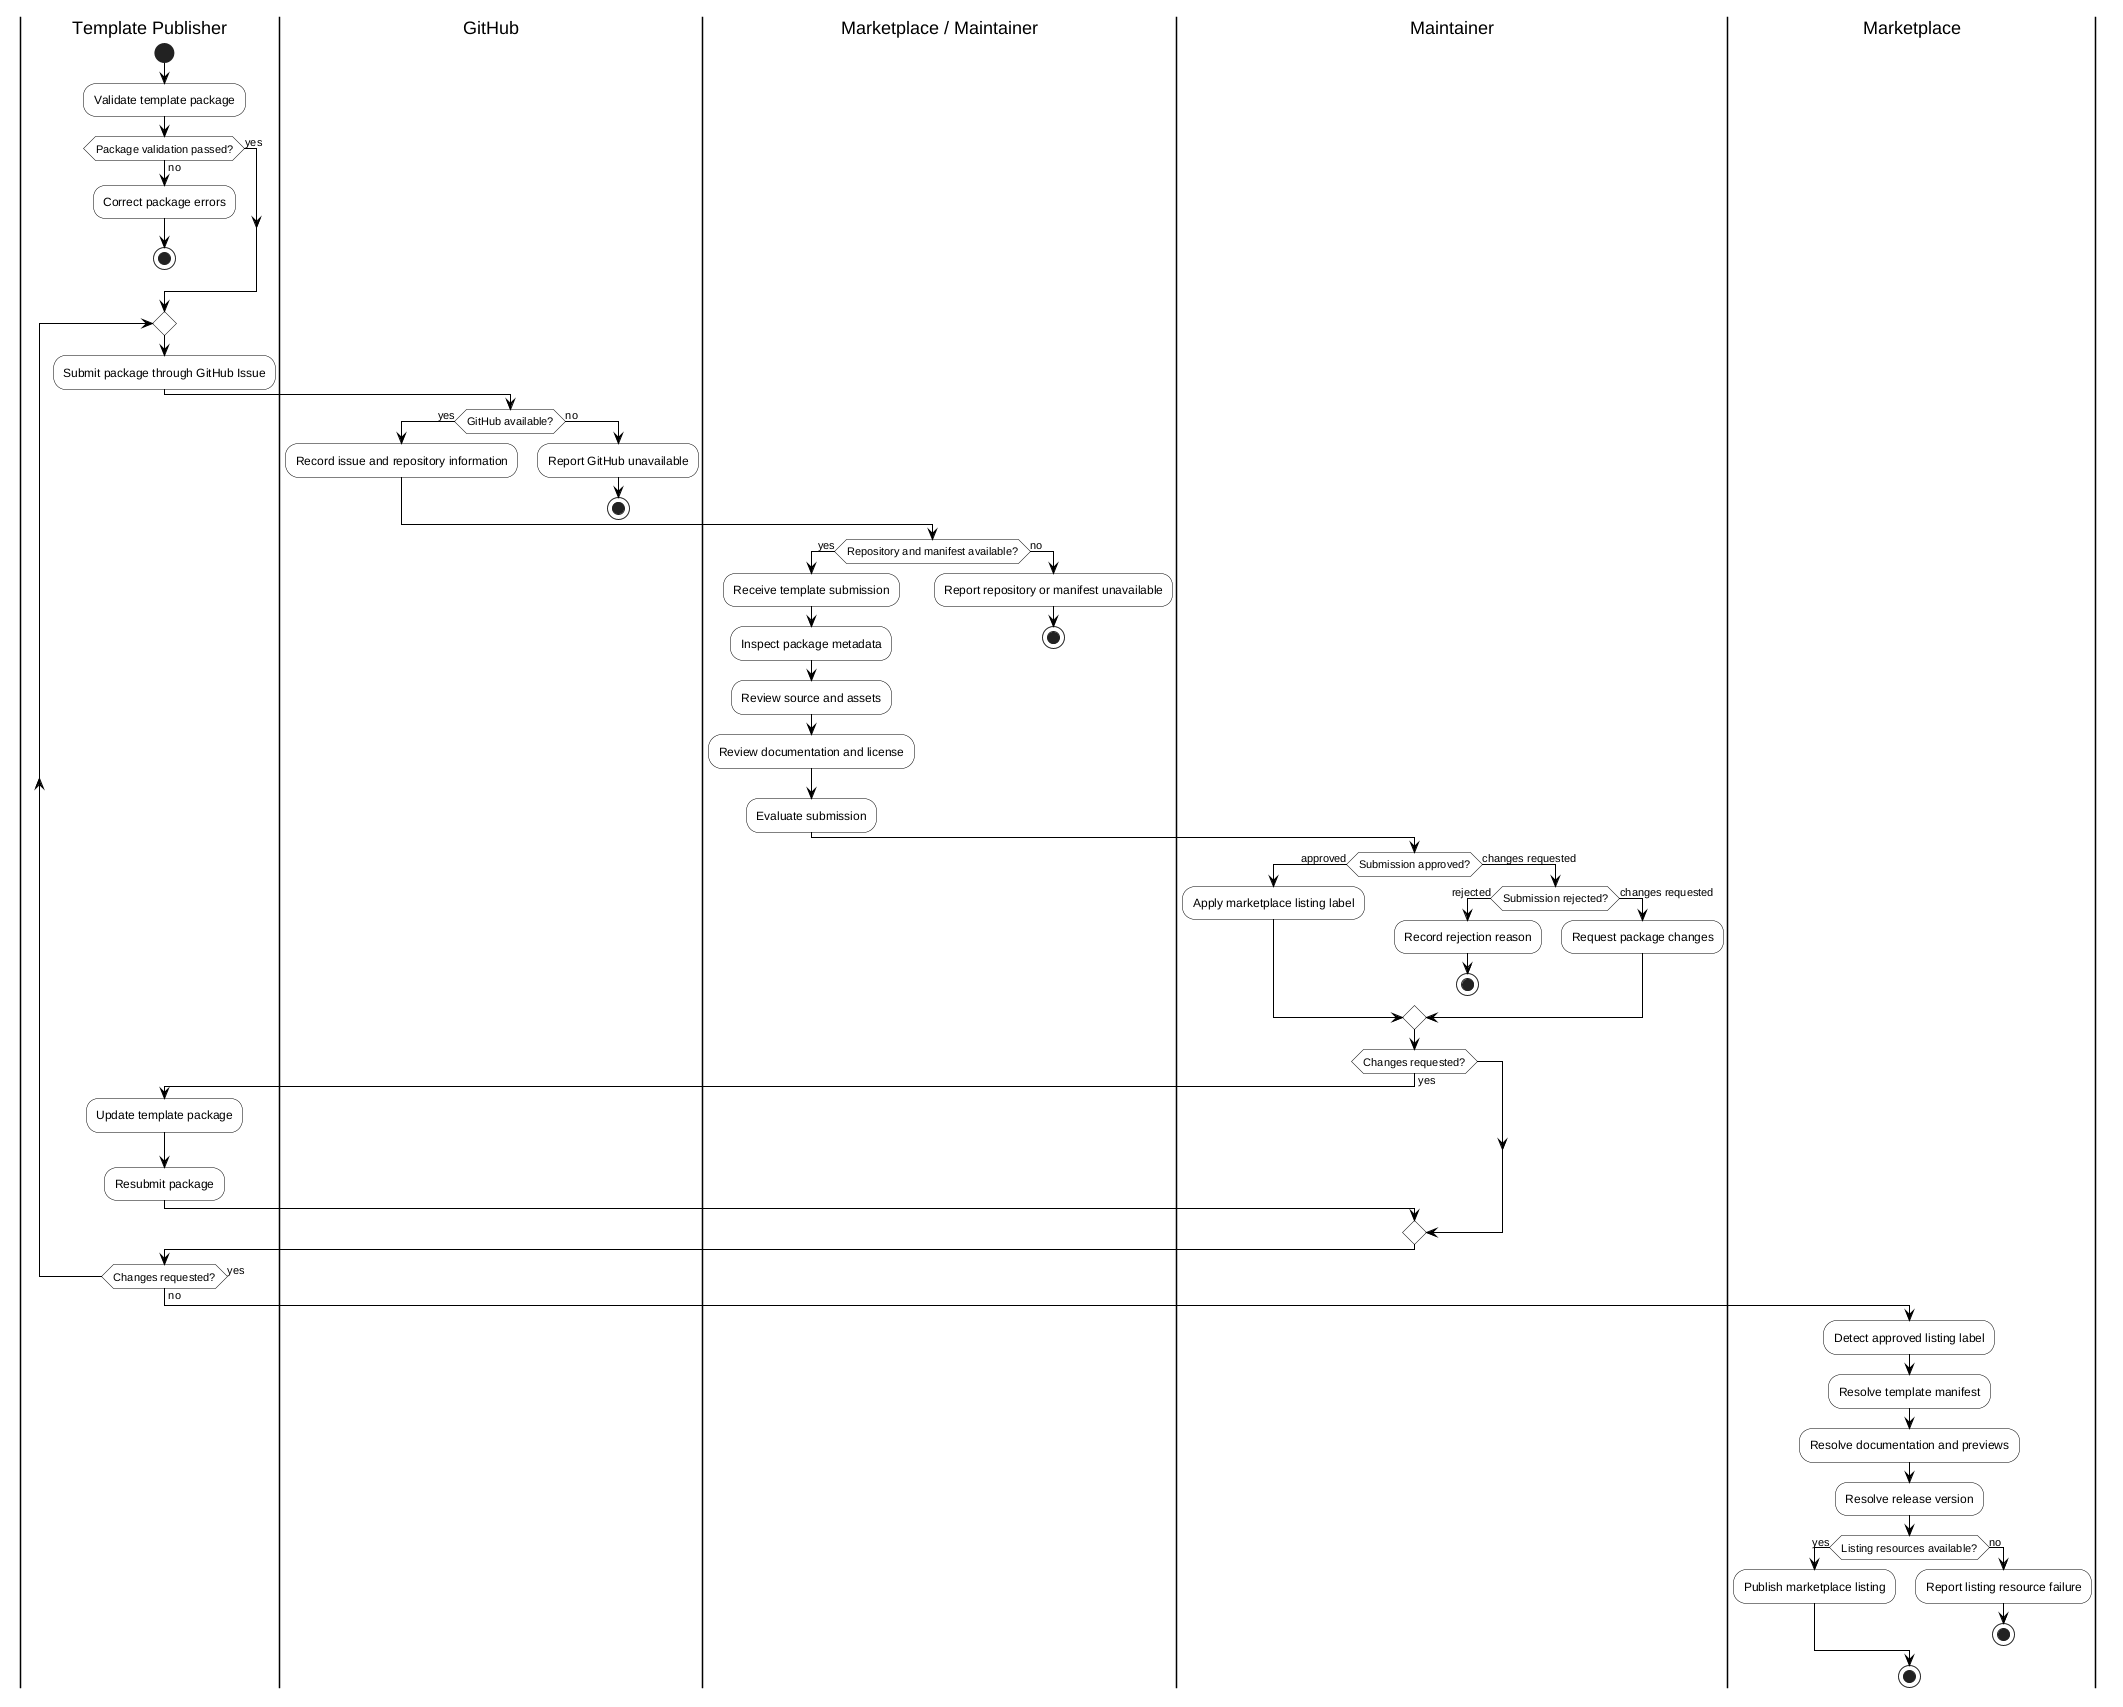 Template Publisher
GitHub
Marketplace / Maintainer
Maintainer
Marketplace
Validate template package
Package validation passed?
yes
no
Correct package errors
Submit package through GitHub Issue
yes
GitHub available?
no
Record issue and repository information
Report GitHub unavailable
yes
Repository and manifest available?
no
Receive template submission
Report repository or manifest unavailable
Inspect package metadata
Review source and assets
Review documentation and license
Evaluate submission
approved
Submission approved?
changes requested
Apply marketplace listing label
rejected
Submission rejected?
changes requested
Record rejection reason
Request package changes
Changes requested?
yes
Update template package
Resubmit package
Changes requested?
yes
no
Detect approved listing label
Resolve template manifest
Resolve documentation and previews
Resolve release version
yes
Listing resources available?
no
Publish marketplace listing
Report listing resource failure